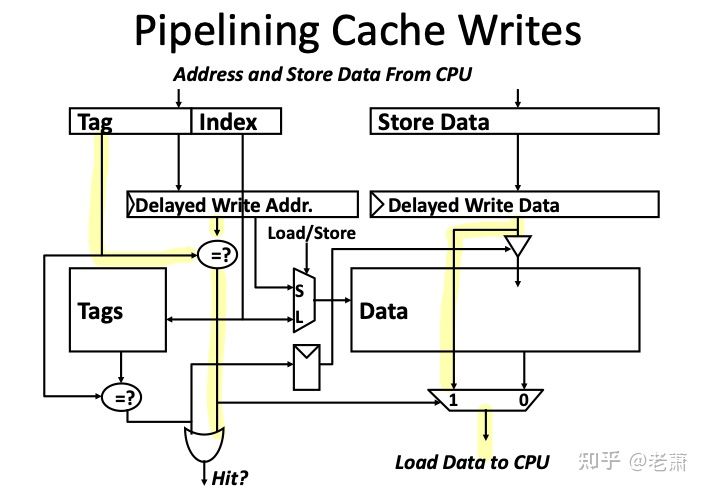 Pipelining Cache Writes
Address and Store Data From CPU
Tag Index Store Data
Delayed Write Addr. Delayed Write Data
Load/Store
=?
S
L
Tags
Data
=?
1 0
Hit?
Load Data to CPU
知乎 @老萧